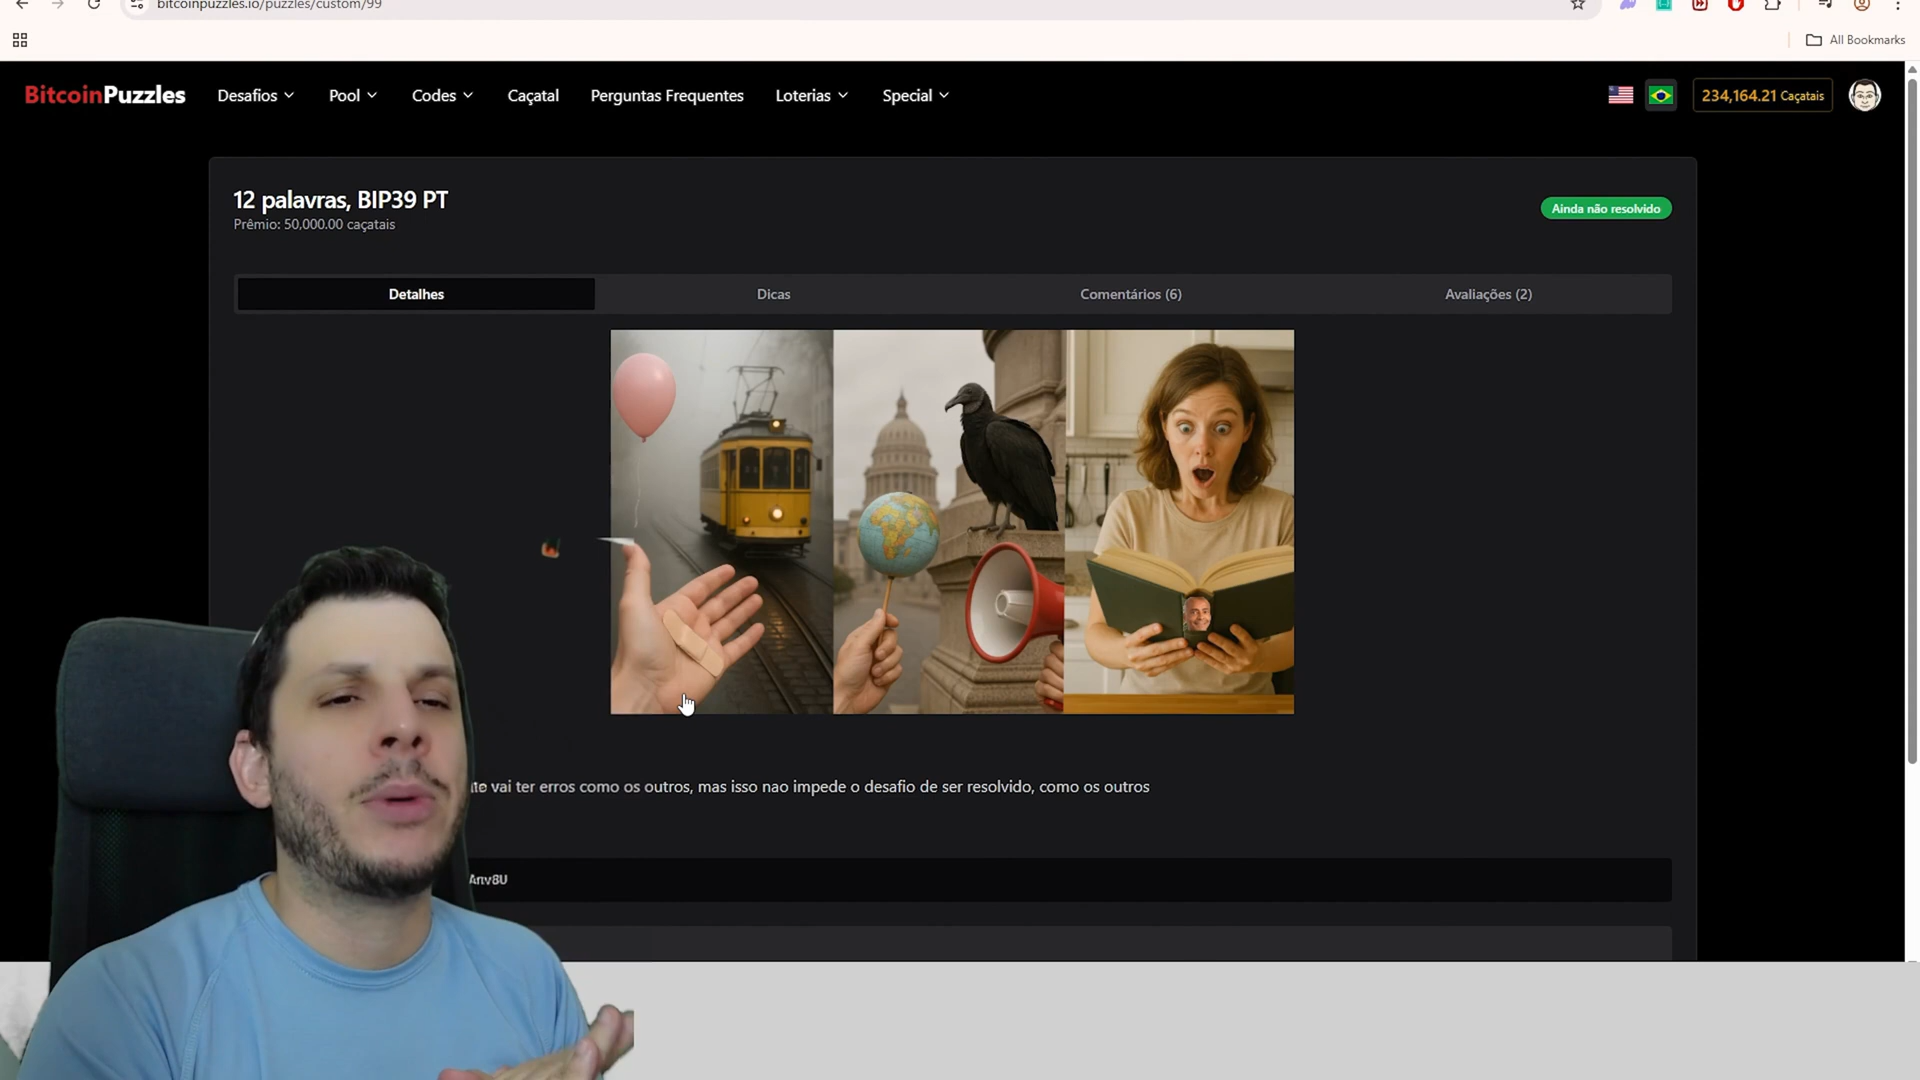 bitcoinpuzzles.io/puzzles/custom/99
All Bookmarks
BitcoinPuzzles Desafios Pool Codes Caçatal Perguntas Frequentes Loterias Special 234,164.21 Caçatais
12 palavras, BIP39 PT
Prêmio: 50,000.00 caçatais
Ainda não resolvido
Detalhes Dicas Comentários (6) Avaliações (2)
vai ter erros como os outros, mas isso nao impede o desafio de ser resolvido, como os outros